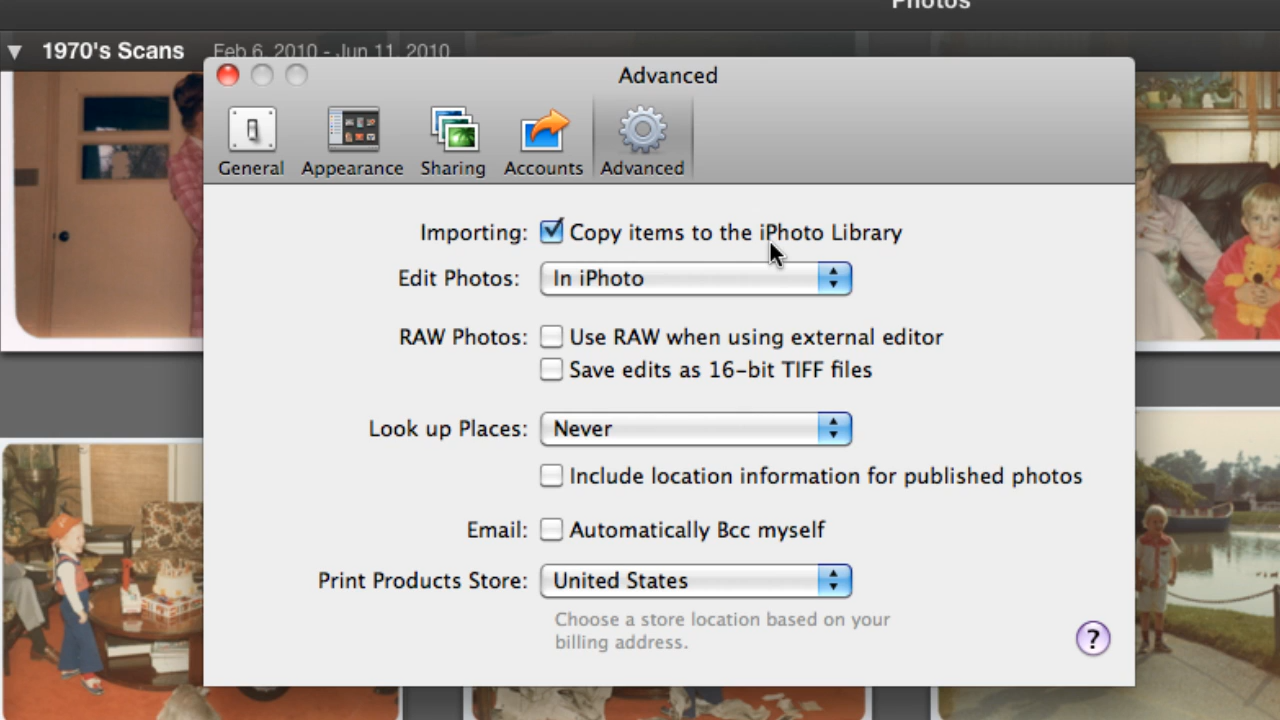 Photos
1970's Scans Feb 6, 2010 - Jun 11, 2010
Advanced
General Appearance Sharing Accounts Advanced
Importing: Copy items to the iPhoto Library
Edit Photos: In iPhoto
RAW Photos: Use RAW when using external editor
Save edits as 16-bit TIFF files
Look up Places: Never
Include location information for published photos
Email: Automatically Bcc myself
Print Products Store: United States
Choose a store location based on your
billing address.
?